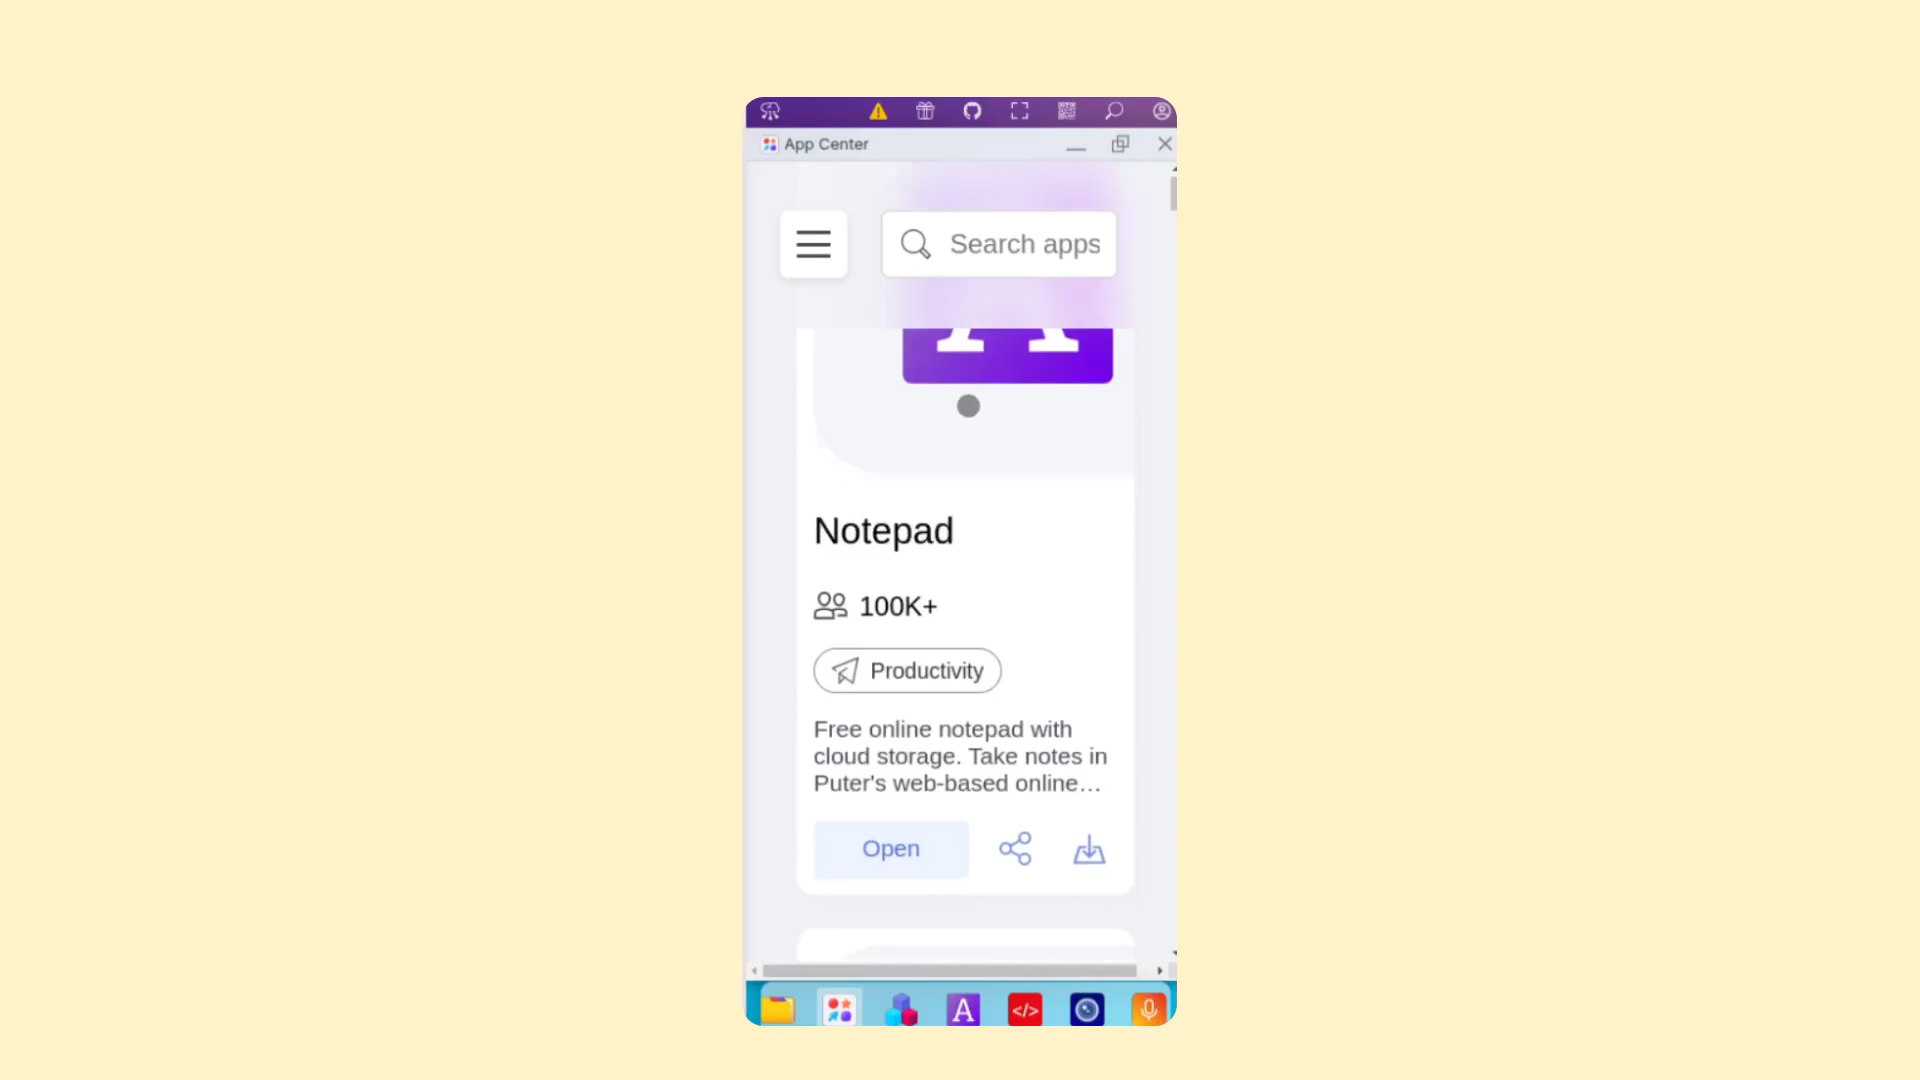 App Center
Search apps
A
Notepad
100K+
Productivity
Free online notepad with
cloud storage. Take notes in
Puter's web-based online…
Open
A
</>